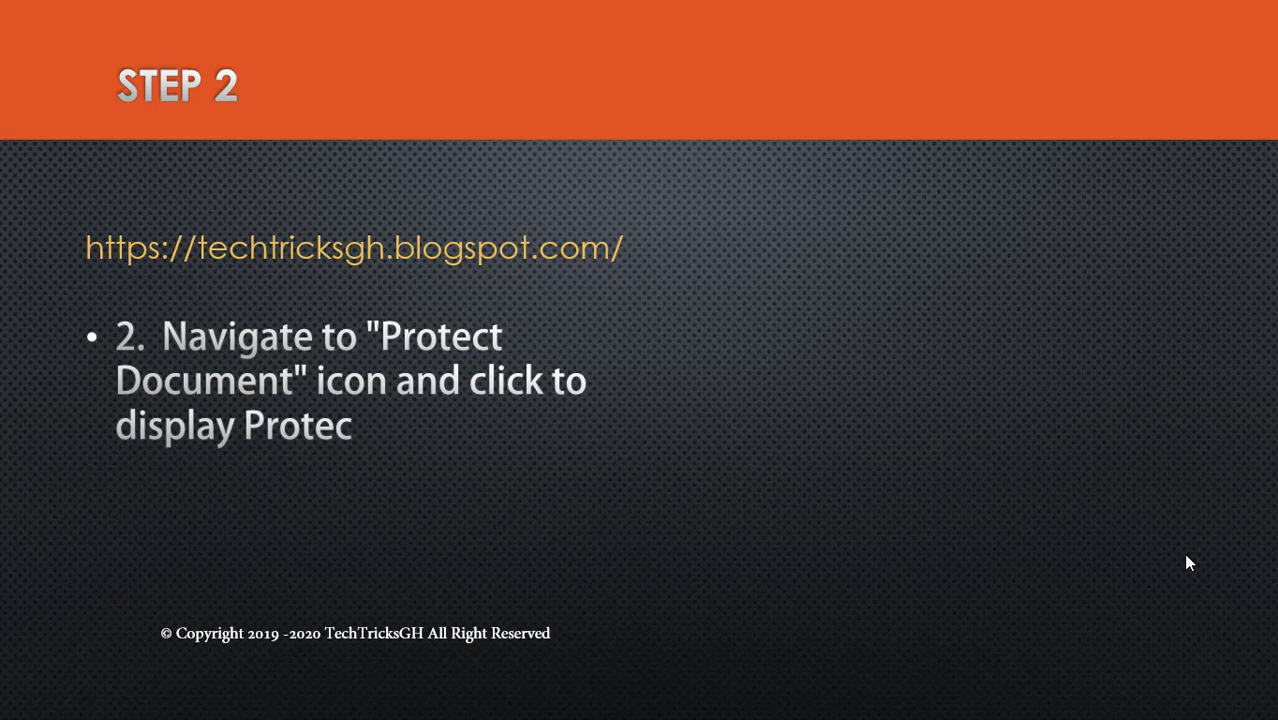 STEP 2
https://techtricksgh.blogspot.com/
• 2. Navigate to "Protect
Document" icon and click to
display Protec
© Copyright 2019 -2020 TechTricksGH All Right Reserved